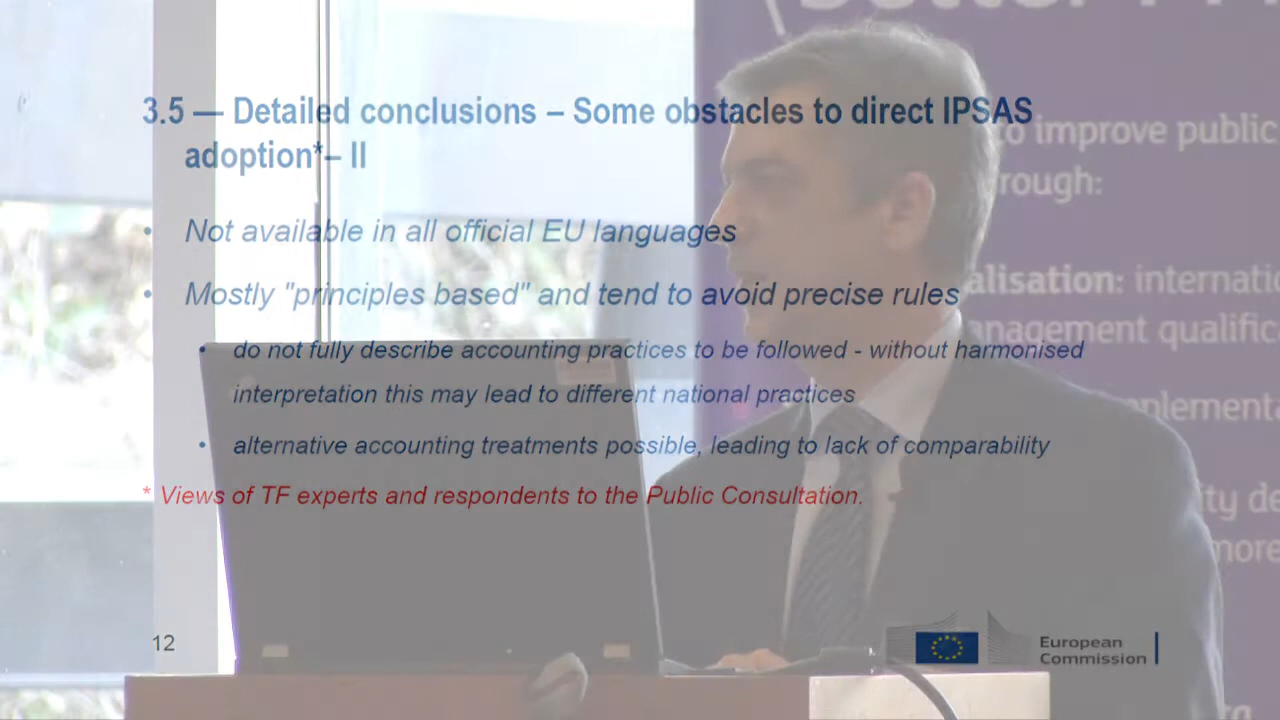 3.5 — Detailed conclusions – Some obstacles to direct IPSAS
adoption*– II
• Not available in all official EU languages
• Mostly "principles based" and tend to avoid precise rules
• do not fully describe accounting practices to be followed - without harmonised
interpretation this may lead to different national practices
• alternative accounting treatments possible, leading to lack of comparability
* Views of TF experts and respondents to the Public Consultation.
12
European
Commission
to improve public
rough:
alisation: internatio
anagement qualific
plementa
ity de
more